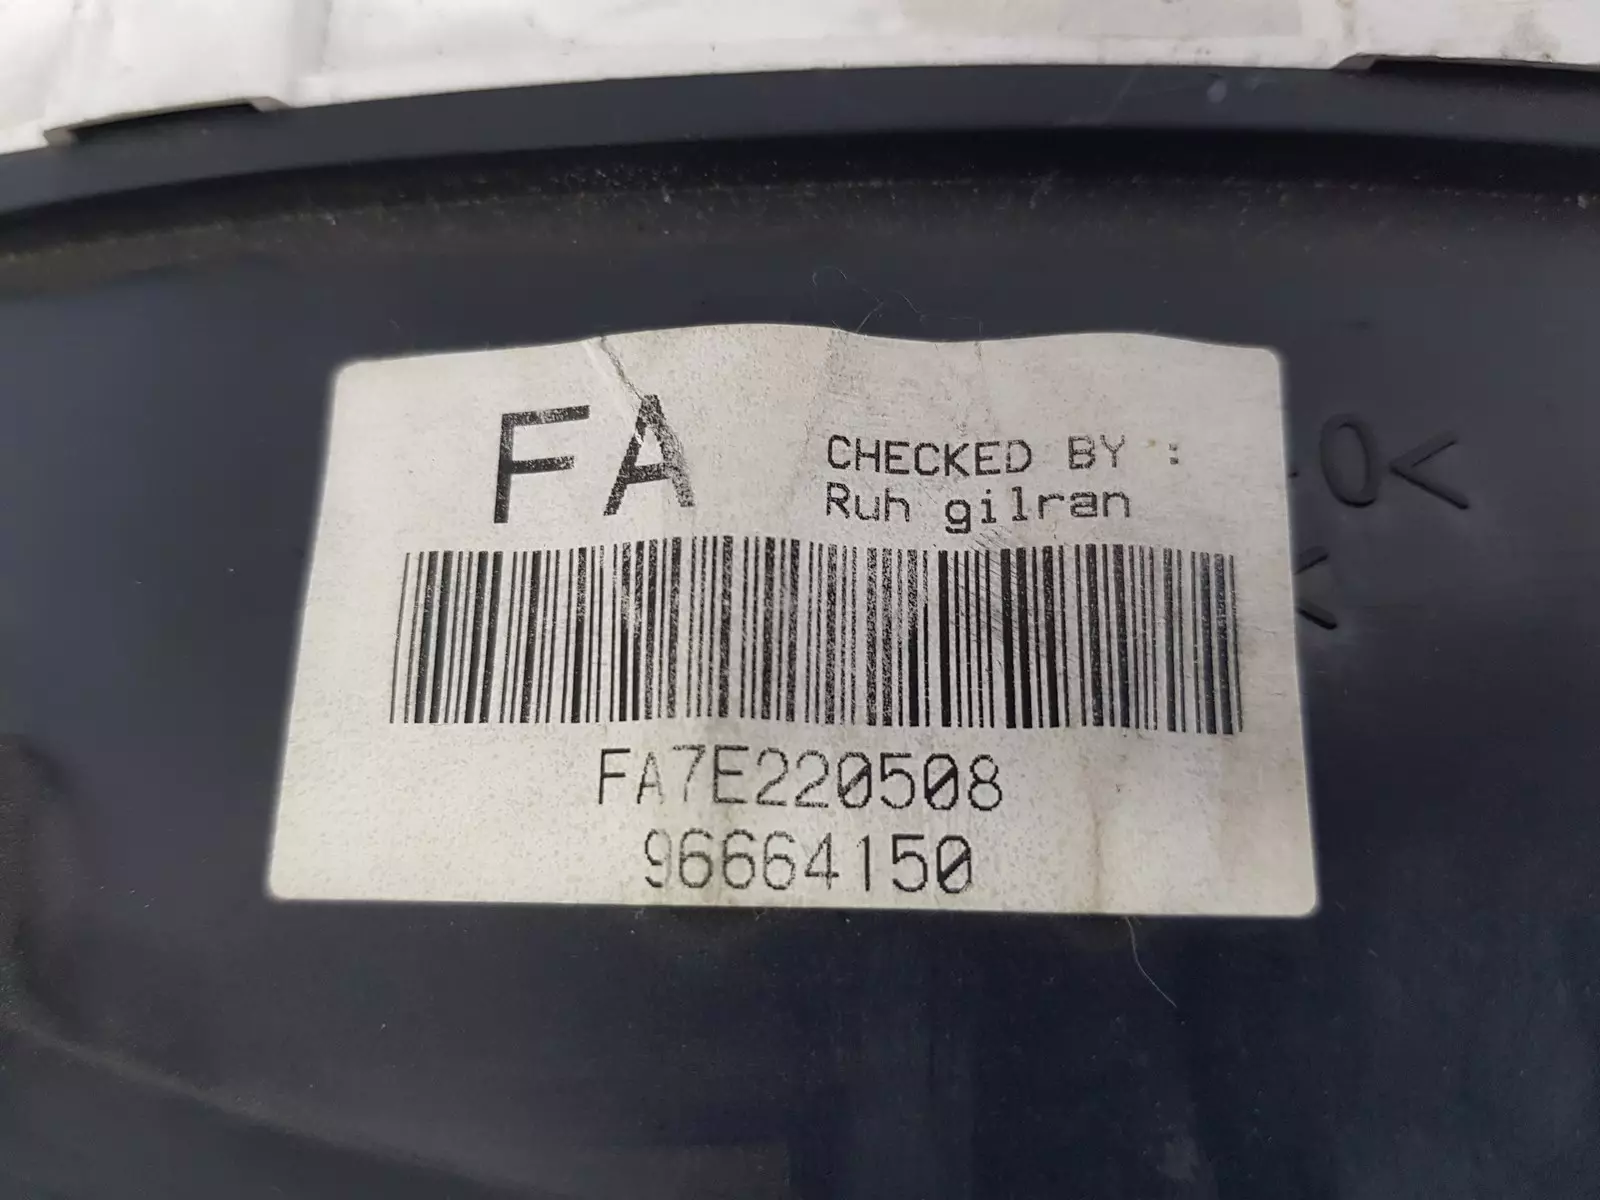 FA
CHECKED BY :
Ruh gilran
FA7E220508
96664150